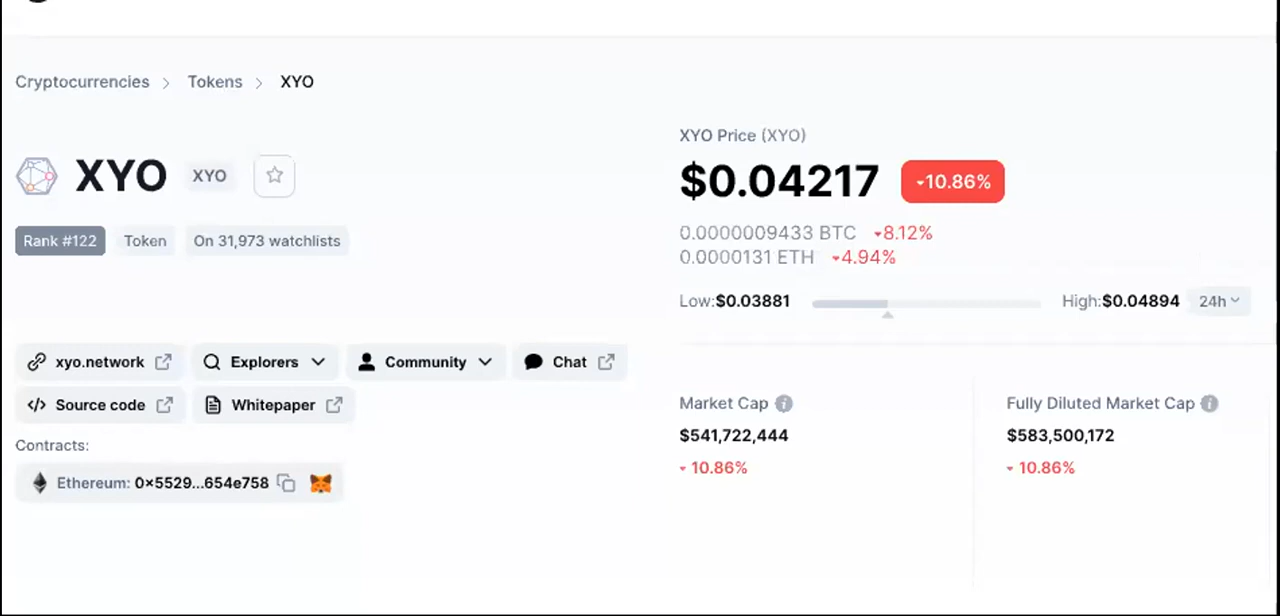 Cryptocurrencies > Tokens > XYO
XYO XYO
Rank #122 Token On 31,973 watchlists
xyo.network Explorers Community Chat
Source code Whitepaper
Contracts:
Ethereum: 0x5529...654e758
XYO Price (XYO)
$0.04217 10.86%
0.0000009433 BTC 8.12%
0.0000131 ETH 4.94%
Low:$0.03881 High:$0.04894 24h
Market Cap
$541,722,444
10.86%
Fully Diluted Market Cap
$583,500,172
10.86%